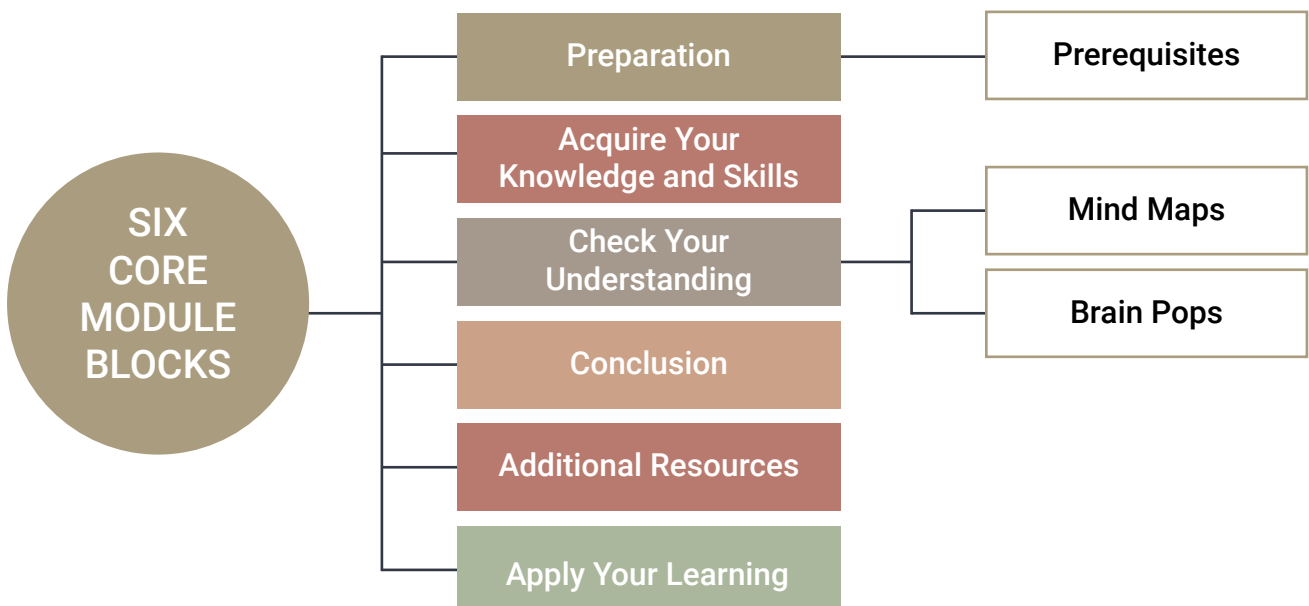 SIX
CORE
MODULE
BLOCKS
Preparation
Prerequisites
Acquire Your
Knowledge and Skills
Check Your
Understanding
Mind Maps
Brain Pops
Conclusion
Additional Resources
Apply Your Learning